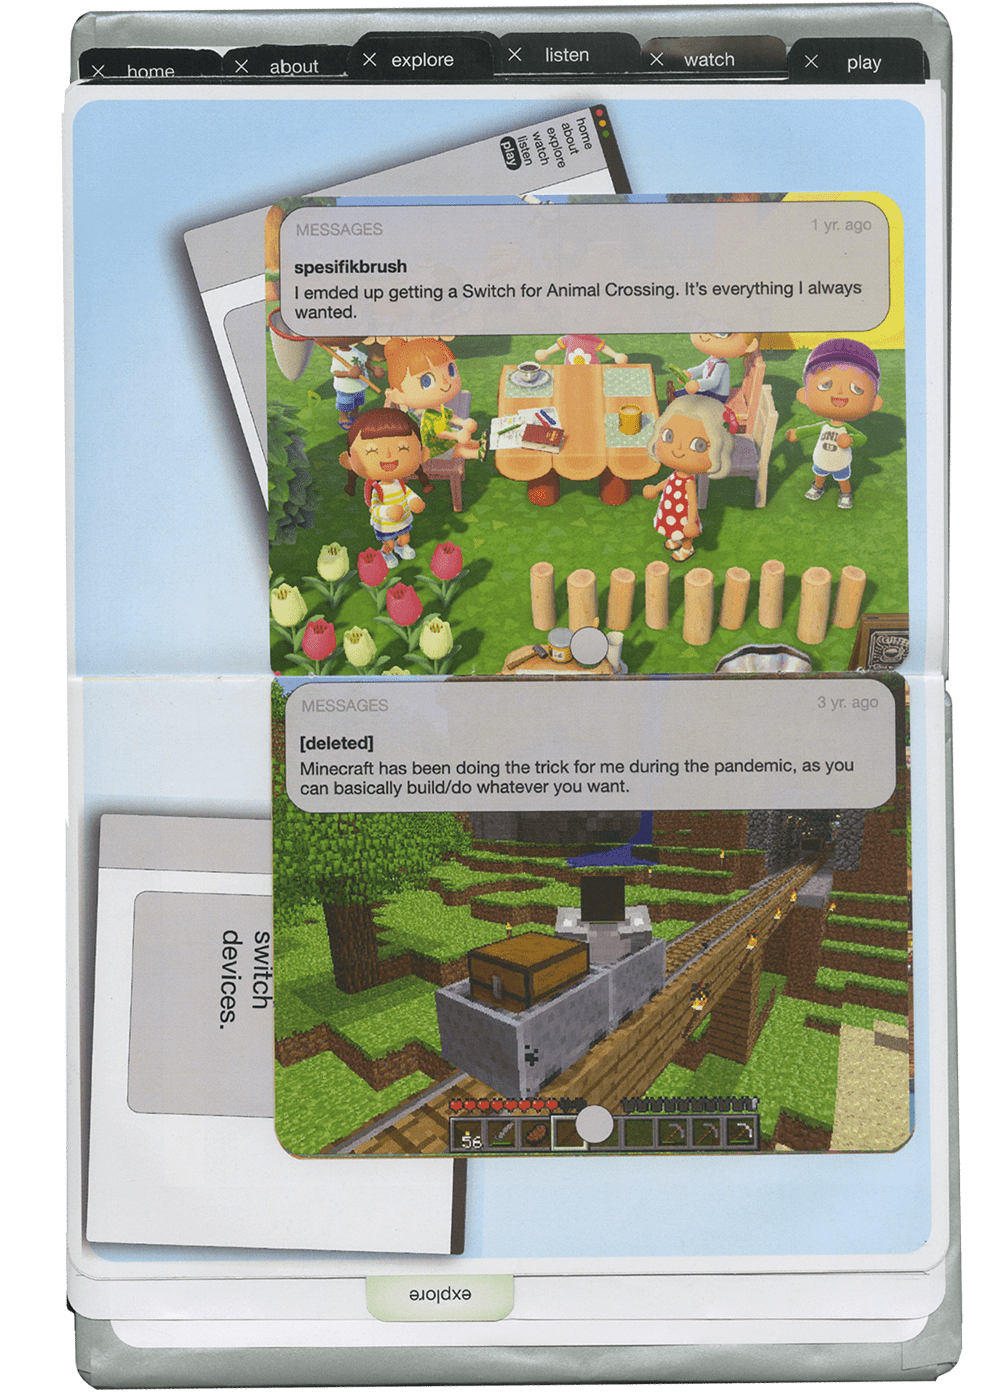 home
about
explore
listen
watch
play
home
about
explore
watch
listen
play
MESSAGES
1 yr. ago
spesifikbrush
I emded up getting a Switch for Animal Crossing. It's everything I always
wanted.
MESSAGES
3 yr. ago
[deleted]
Minecraft has been doing the trick for me during the pandemic, as you
can basically build/do whatever you want.
switch
devices.
56
explore